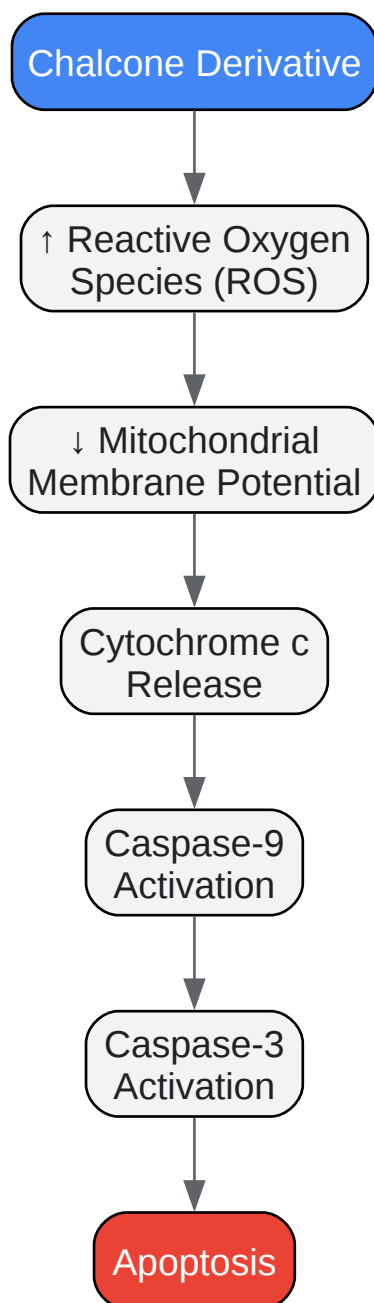 Chalcone Derivative
↑ Reactive Oxygen
Species (ROS)
↓ Mitochondrial
Membrane Potential
Cytochrome c
Release
Caspase-9
Activation
Caspase-3
Activation
Apoptosis